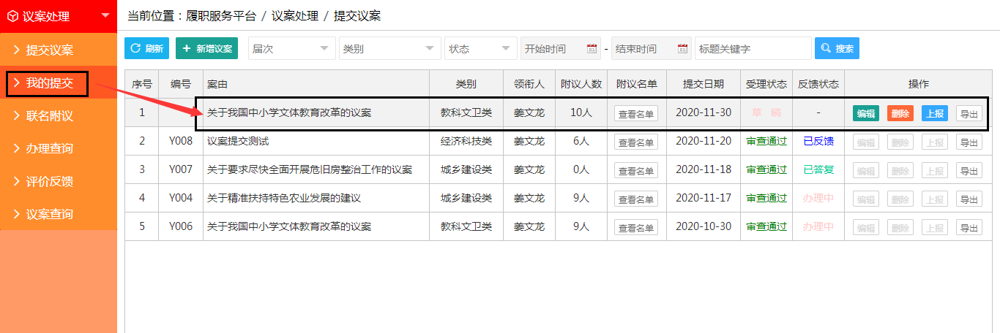 议案处理
提交议案
我的提交
联名附议
办理查询
评价反馈
议案查询
当前位置：履职服务平台 / 议案处理 / 提交议案
刷新 新增议案 届次 类别 状态 开始时间 - 结束时间 标题关键字 搜索
序号 编号 案由 类别 领衔人 附议人数 附议名单 提交日期 受理状态 反馈状态 操作
1 关于我国中小学文体教育改革的议案 教科文卫类 姜文龙 10人 查看名单 2020-11-30 草 稿 - 编辑 删除 上报 导出
2 Y008 议案提交测试 经济科技类 姜文龙 6人 查看名单 2020-11-20 审查通过 已反馈 编辑 删除 上报 导出
3 Y007 关于要求尽快全面开展危旧房整治工作的议案 城乡建设类 姜文龙 0人 查看名单 2020-11-18 审查通过 已答复 编辑 删除 上报 导出
4 Y004 关于精准扶持特色农业发展的建议 城乡建设类 姜文龙 9人 查看名单 2020-11-17 审查通过 办理中 编辑 删除 上报 导出
5 Y006 关于我国中小学文体教育改革的议案 教科文卫类 姜文龙 9人 查看名单 2020-10-30 审查通过 办理中 编辑 删除 上报 导出